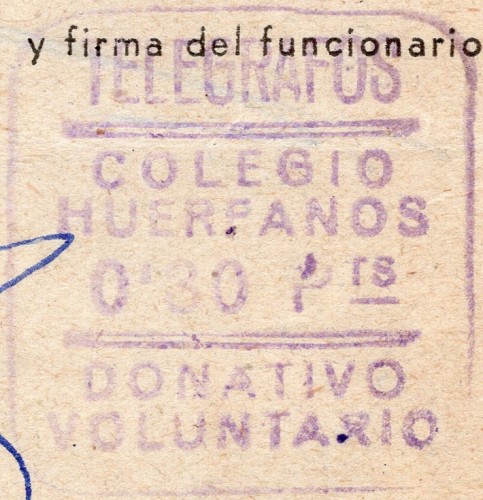 y firma del funcionario
TELEGRAFOS
COLEGIO
HUERFANOS
0'30 Pts
DONATIVO
VOLUNTARIO